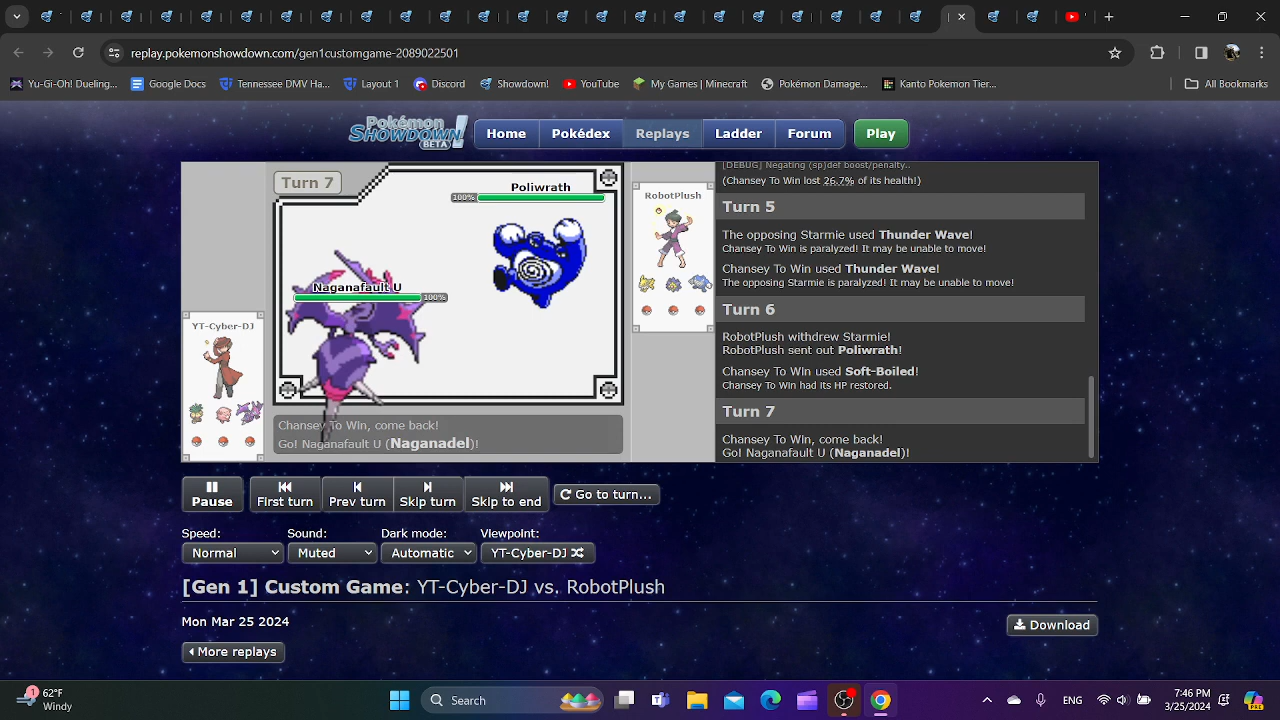 replay.pokemonshowdown.com/gen1customgame-2089022501
Yu-Gi-Oh! Dueling... Google Docs Tennessee DMV Ha... Layout 1 Discord Showdown! YouTube My Games | Minecraft Pokémon Damage... Kanto Pokemon Tier... All Bookmarks
Pokémon
SHOWDOWN!
BETA
Home Pokédex Replays Ladder Forum Play
Turn 7
Poliwrath
100%
Naganafault U
100%
YT-Cyber-DJ
RobotPlush
Chansey To Win, come back!
Go! Naganafault U (Naganadel)!
(Chansey To Win lost 26.7% of its health!)
Turn 5
The opposing Starmie used Thunder Wave!
Chansey To Win is paralyzed! It may be unable to move!
Chansey To Win used Thunder Wave!
The opposing Starmie is paralyzed! It may be unable to move!
Turn 6
RobotPlush withdrew Starmie!
RobotPlush sent out Poliwrath!
Chansey To Win used Soft-Boiled!
Chansey To Win had its HP restored.
Turn 7
Chansey To Win, come back!
Go! Naganafault U (Naganadel)!
Pause First turn Prev turn Skip turn Skip to end Go to turn...
Speed: Sound: Dark mode: Viewpoint:
Normal Muted Automatic YT-Cyber-DJ
[Gen 1] Custom Game: YT-Cyber-DJ vs. RobotPlush
Mon Mar 25 2024
Download
More replays
1
62°F
Windy
Search
ENG
7:46 PM
3/25/2024
PRE